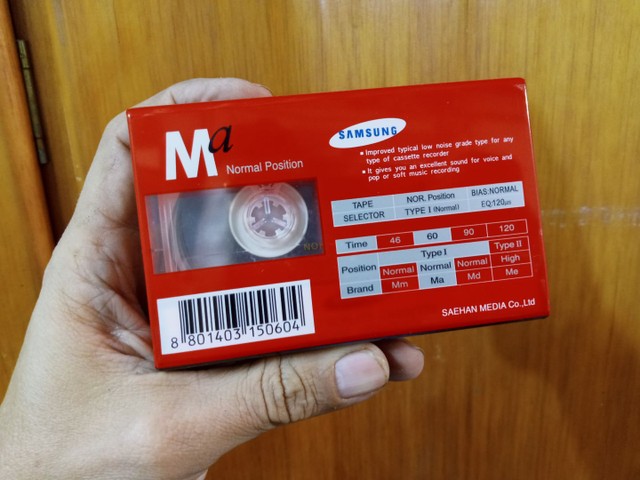 Ma
Normal Position
SAMSUNG
Improved typical low noise grade type for any
type of cassette recorder
It gives you an excellent sound for voice and
pop or soft music recording
TAPE SELECTOR NOR. Position TYPE I (Normal) BIAS:NORMAL EQ:120µs
Time 46 60 90 120
Position Type I Type II
Normal Normal Normal High
Brand Mm Ma Md Me
8 801403 150604
SAEHAN MEDIA Co.,Ltd